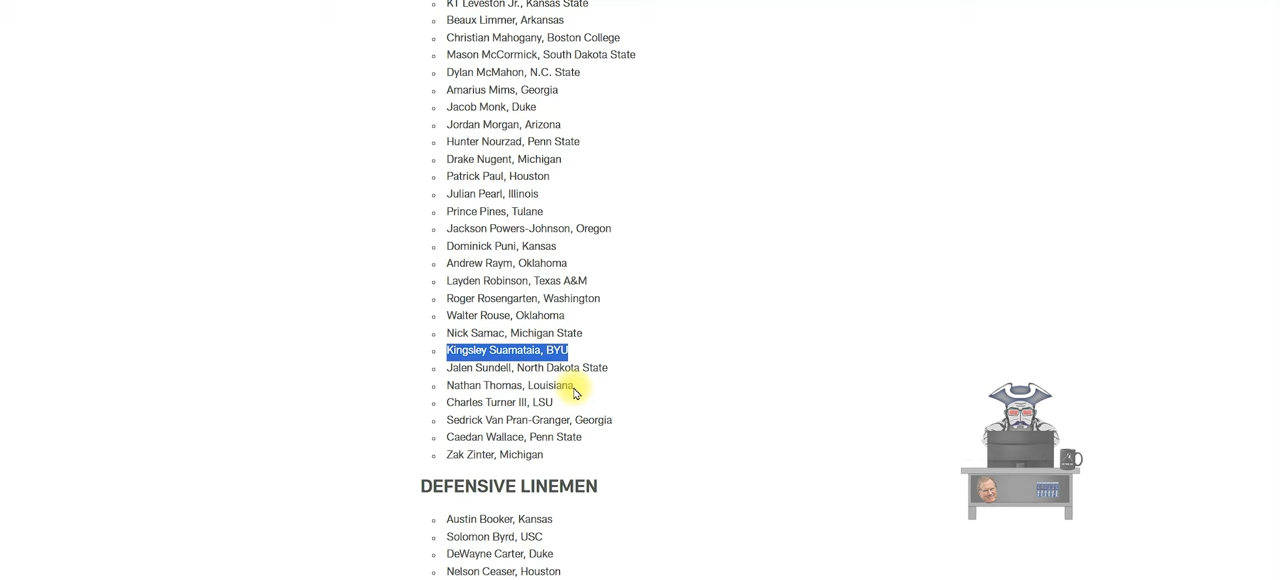 KT Leveston Jr., Kansas State
Beaux Limmer, Arkansas
Christian Mahogany, Boston College
Mason McCormick, South Dakota State
Dylan McMahon, N.C. State
Amarius Mims, Georgia
Jacob Monk, Duke
Jordan Morgan, Arizona
Hunter Nourzad, Penn State
Drake Nugent, Michigan
Patrick Paul, Houston
Julian Pearl, Illinois
Prince Pines, Tulane
Jackson Powers-Johnson, Oregon
Dominick Puni, Kansas
Andrew Raym, Oklahoma
Layden Robinson, Texas A&M
Roger Rosengarten, Washington
Walter Rouse, Oklahoma
Nick Samac, Michigan State
Kingsley Suamataia, BYU
Jalen Sundell, North Dakota State
Nathan Thomas, Louisiana
Charles Turner III, LSU
Sedrick Van Pran-Granger, Georgia
Caedan Wallace, Penn State
Zak Zinter, Michigan
DEFENSIVE LINEMEN
Austin Booker, Kansas
Solomon Byrd, USC
DeWayne Carter, Duke
Nelson Ceaser, Houston